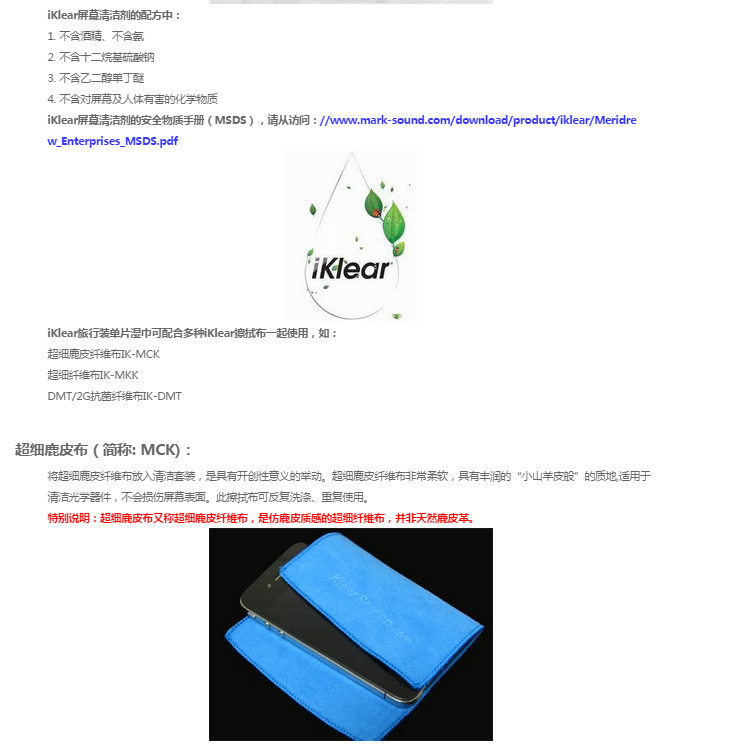 iKlear屏幕清洁剂的配方中：
1. 不含酒精、不含氨
2. 不含十二烷基硫酸钠
3. 不含乙二醇单丁醚
4. 不含对屏幕及人体有害的化学物质
iKlear屏幕清洁剂的安全物质手册（MSDS），请从访问：//www.mark-sound.com/download/product/iklear/Meridre
w_Enterprises_MSDS.pdf
iKlear
iKlear旅行装单片湿巾可配合多种iKlear擦拭布一起使用，如：
超细鹿皮纤维布IK-MCK
超细纤维布IK-MKK
DMT/2G抗菌纤维布IK-DMT
超细鹿皮布（简称: MCK)：
将超细鹿皮纤维布放入清洁套装，是具有开创性意义的举动。超细鹿皮纤维布非常柔软，具有丰润的“小山羊皮般”的质地,适用于
清洁光学器件，不会损伤屏幕表面。此擦拭布可反复洗涤、重复使用。
特别说明：超细鹿皮布又称超细鹿皮纤维布，是仿鹿皮质感的超细纤维布，并非天然鹿皮革。
KlearScreen.com